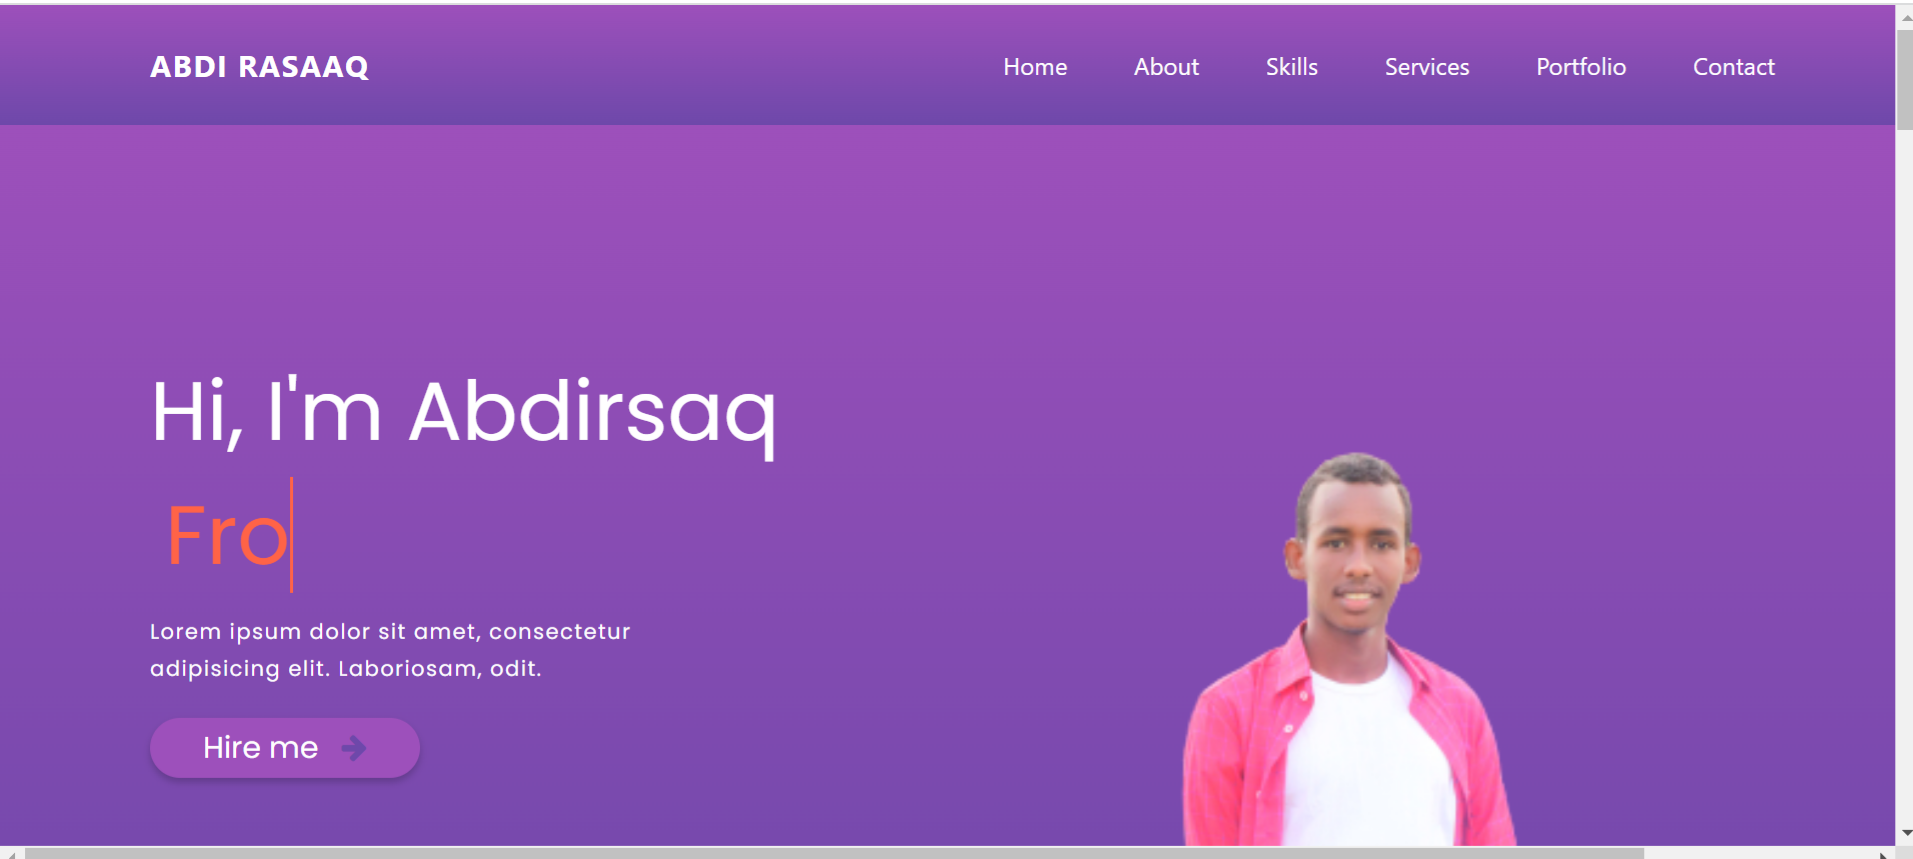 ABDI RASAAQ
Home About Skills Services Portfolio Contact
Hi, I'm Abdirsaq
Fro
Lorem ipsum dolor sit amet, consectetur
adipisicing elit. Laboriosam, odit.
Hire me